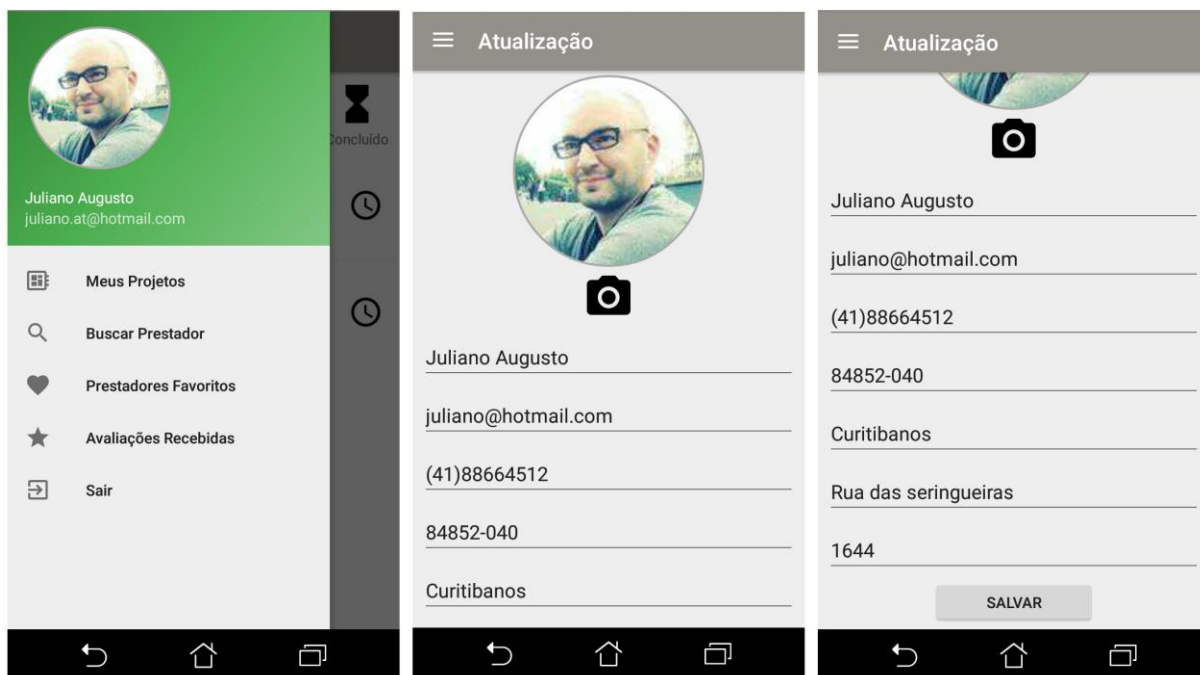 Juliano Augusto
juliano.at@hotmail.com
Meus Projetos
Buscar Prestador
Prestadores Favoritos
Avaliações Recebidas
Sair
Concluído
Atualização
Juliano Augusto
juliano@hotmail.com
(41)88664512
84852-040
Curitibanos
Atualização
Juliano Augusto
juliano@hotmail.com
(41)88664512
84852-040
Curitibanos
Rua das seringueiras
1644
SALVAR